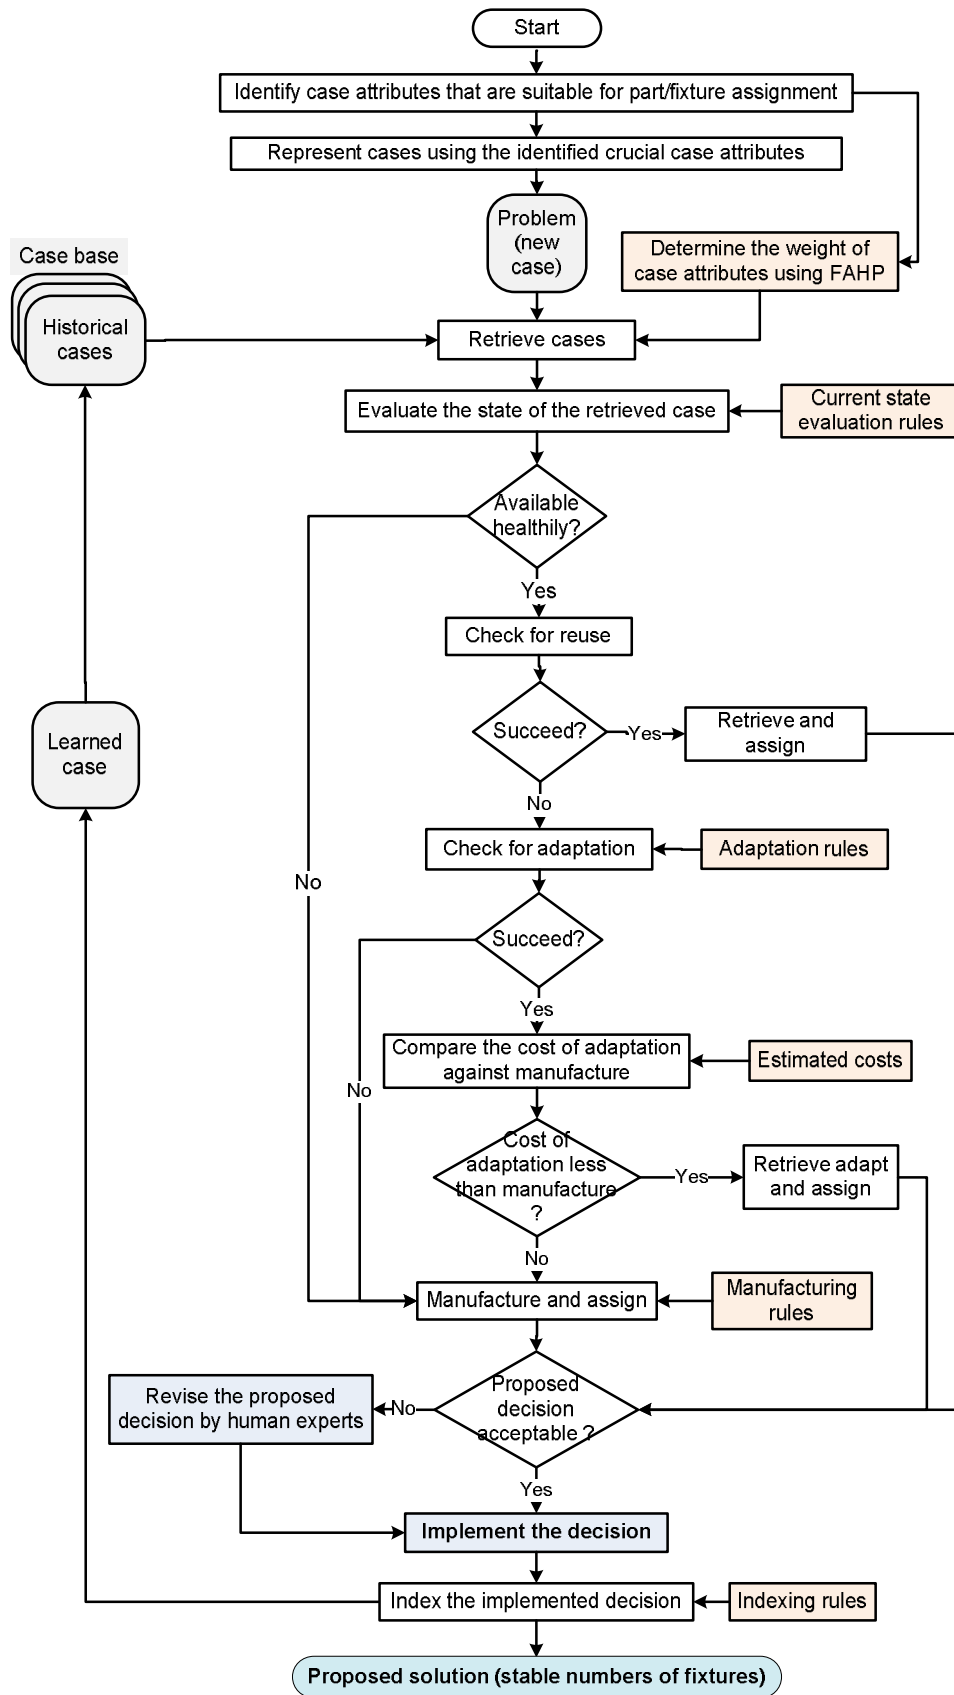 Start
Identify case attributes that are suitable for part/fixture assignment
Represent cases using the identified crucial case attributes
Problem
(new
case)
Determine the weight of
case attributes using FAHP
Case base
Historical
cases
Retrieve cases
Evaluate the state of the retrieved case
Current state
evaluation rules
Available
healthily?
Yes
Check for reuse
Succeed?
Yes
Retrieve and
assign
Learned
case
No
Check for adaptation
Adaptation rules
No
Succeed?
Yes
Compare the cost of adaptation
against manufacture
Estimated costs
No
Cost of
adaptation less
than manufacture
?
Yes
Retrieve adapt
and assign
No
Manufacture and assign
Manufacturing
rules
Proposed
decision
acceptable ?
No
Revise the proposed
decision by human experts
Yes
Implement the decision
Index the implemented decision
Indexing rules
Proposed solution (stable numbers of fixtures)